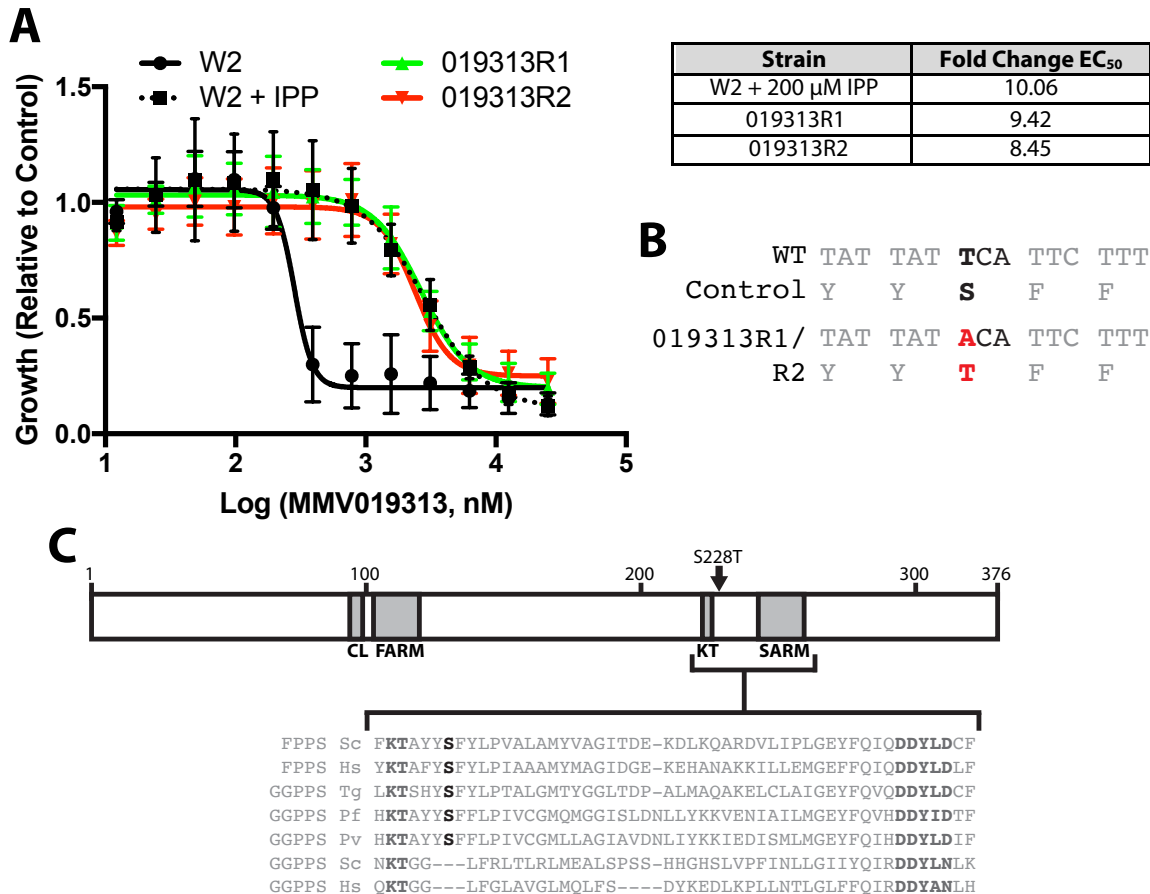 A
W2
W2 + IPP
019313R1
019313R2
1.5
1.0
0.5
0.0
Growth (Relative to Control)
1 2 3 4 5
Log (MMV019313, nM)
Strain Fold Change EC50
W2 + 200 µM IPP 10.06
019313R1 9.42
019313R2 8.45
B
WT TAT TAT TCA TTC TTT
Control Y Y S F F
019313R1/ TAT TAT ACA TTC TTT
R2 Y Y T F F
C
S228T
1 100 200 300 376
CL FARM KT SARM
FPPS Sc FKTAYYSFYLPVALAMYVAGITDE-KDLKQARDVLIPLGEYFQIQDDYLDCF
FPPS Hs YKTAFYSFYLPIAAAMYMAGIDGE-KEHANAKKILLEMGEFFQIQDDYLDLF
GGPPS Tg LKTSHYSFYLPTALGMTYGGLTDP-ALMAQAKELCLAIGEYFQVQDDYLDCF
GGPPS Pf HKTAYYSFFLPIVCGMQMGGISLDNLLYKKVENIAILMGEYFQVHDDYIDTF
GGPPS Pv HKTAYYSFFLPIVCGMLLAGIAVDNLIYKKIEDISMLMGEYFQIHDDYLDIF
GGPPS Sc NKTGG---LFRLTLRLMEALSPSS-HHGHSLVPFINLLGIIYQIRDDYLNLK
GGPPS Hs QKTGG---LFGLAVGLMQLFS----DYKEDLKPLLNTLGLFFQIRDDYANLH